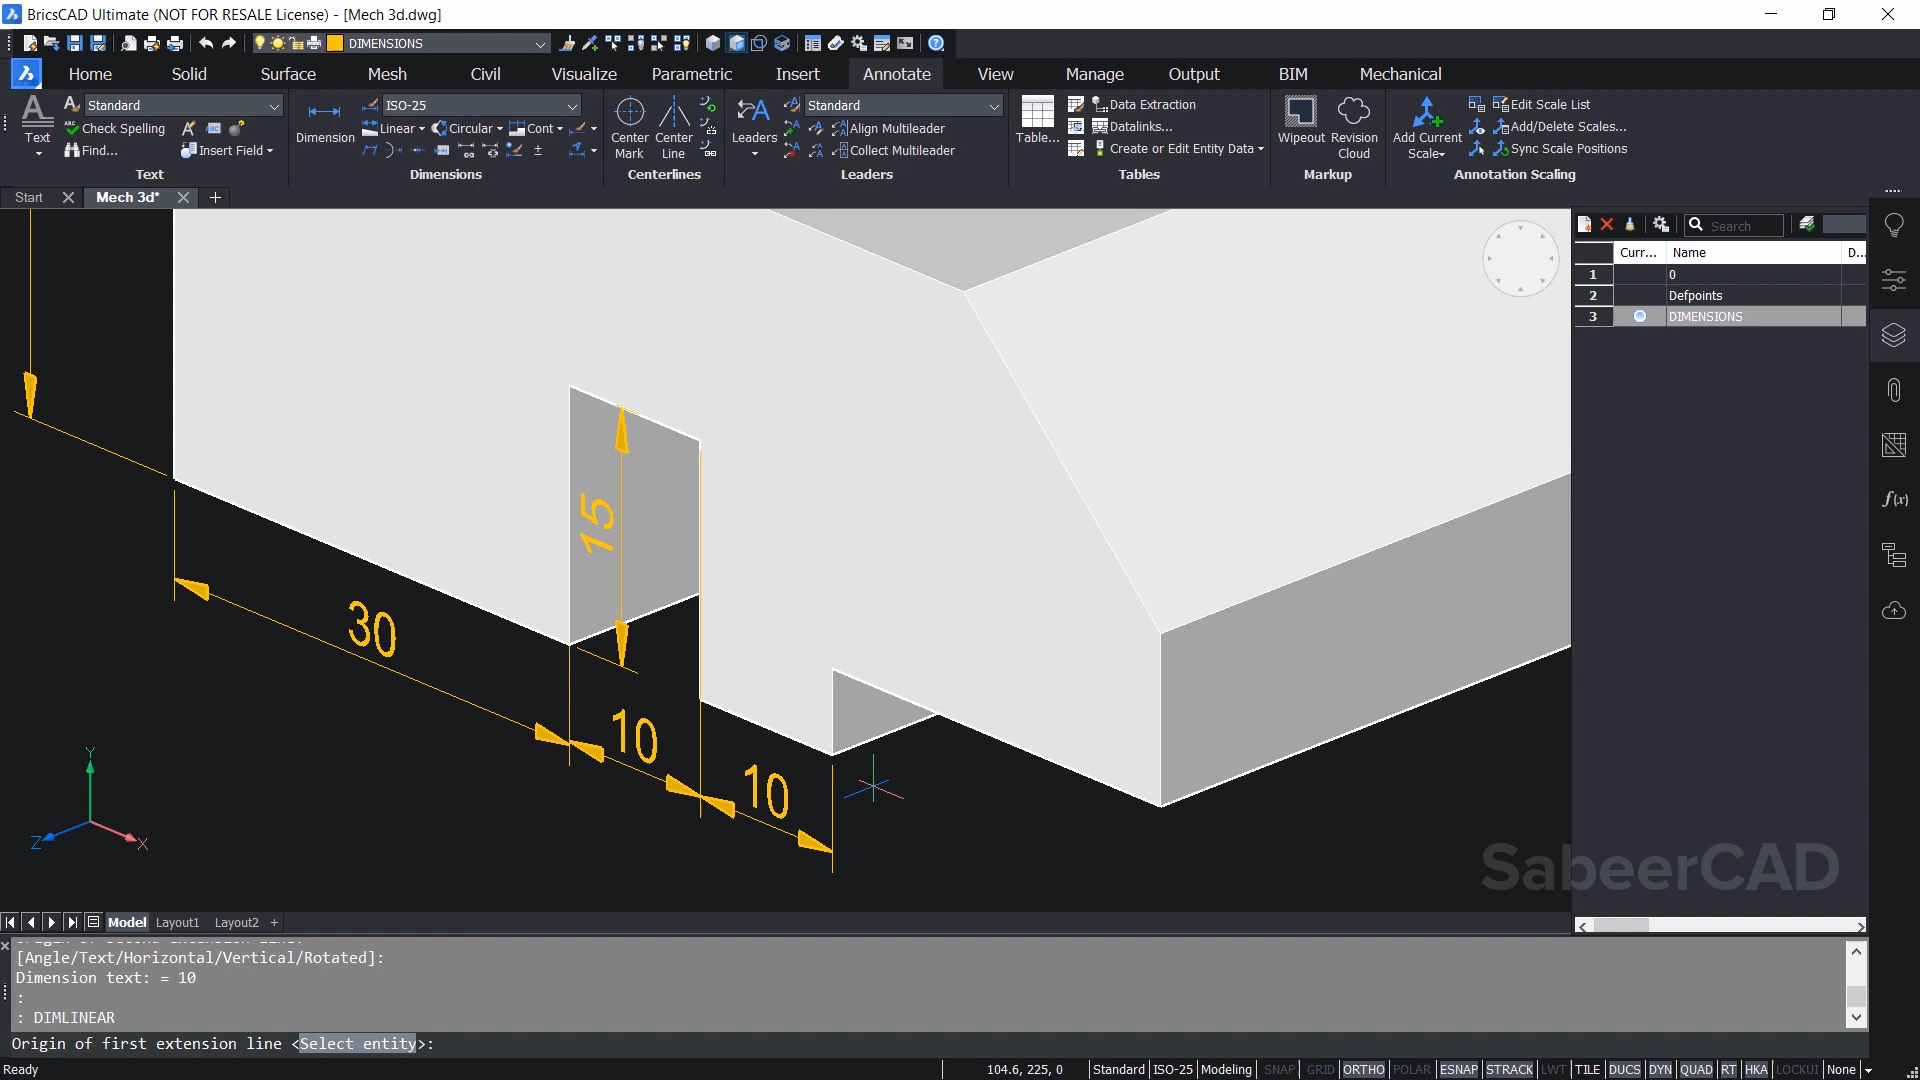 BricsCAD Ultimate (NOT FOR RESALE License) - [Mech 3d.dwg]
DIMENSIONS
Home Solid Surface Mesh Civil Visualize Parametric Insert Annotate View Manage Output BIM Mechanical
Standard ISO-25 Standard Data Extraction Edit Scale List
Check Spelling Linear Circular Cont Align Multileader Datalinks... Add/Delete Scales...
Text Dimension Center Mark Center Line Leaders Table... Wipeout Revision Cloud Add Current Scale
Find... Insert Field Collect Multileader Create or Edit Entity Data Sync Scale Positions
Text Dimensions Centerlines Leaders Tables Markup Annotation Scaling
Start Mech 3d*
Search
Curr... Name D...
1 0
2 Defpoints
3 DIMENSIONS
f(x)
15
30
10
10
Y
Z
X
SabeerCAD
Model Layout1 Layout2 +
[Angle/Text/Horizontal/Vertical/Rotated]:
Dimension text: = 10
:
: DIMLINEAR
Origin of first extension line <Select entity>:
Ready 104.6, 225, 0 Standard ISO-25 Modeling SNAP GRID ORTHO POLAR ESNAP STRACK LWT TILE DUCS DYN QUAD RT HKA LOCKUI None